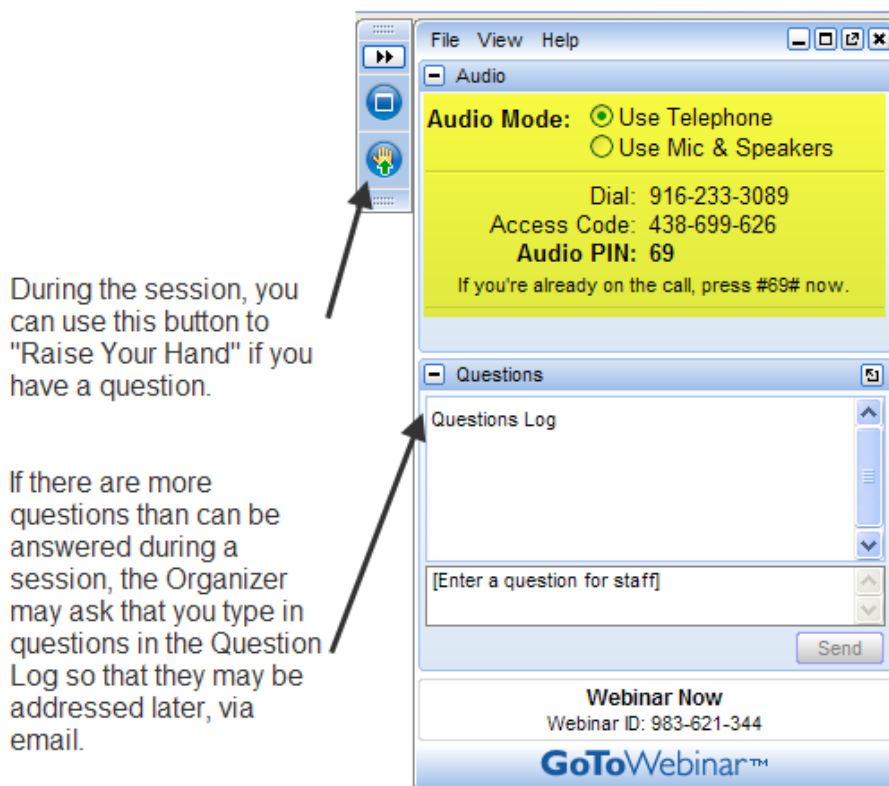 File View Help
Audio
Audio Mode: Use Telephone
Use Mic & Speakers
Dial: 916-233-3089
Access Code: 438-699-626
Audio PIN: 69
If you're already on the call, press #69# now.
During the session, you
can use this button to
"Raise Your Hand" if you
have a question.
Questions
Questions Log
If there are more
questions than can be
answered during a
session, the Organizer
may ask that you type in
questions in the Question
Log so that they may be
addressed later, via
email.
[Enter a question for staff]
Send
Webinar Now
Webinar ID: 983-621-344
GoToWebinar™